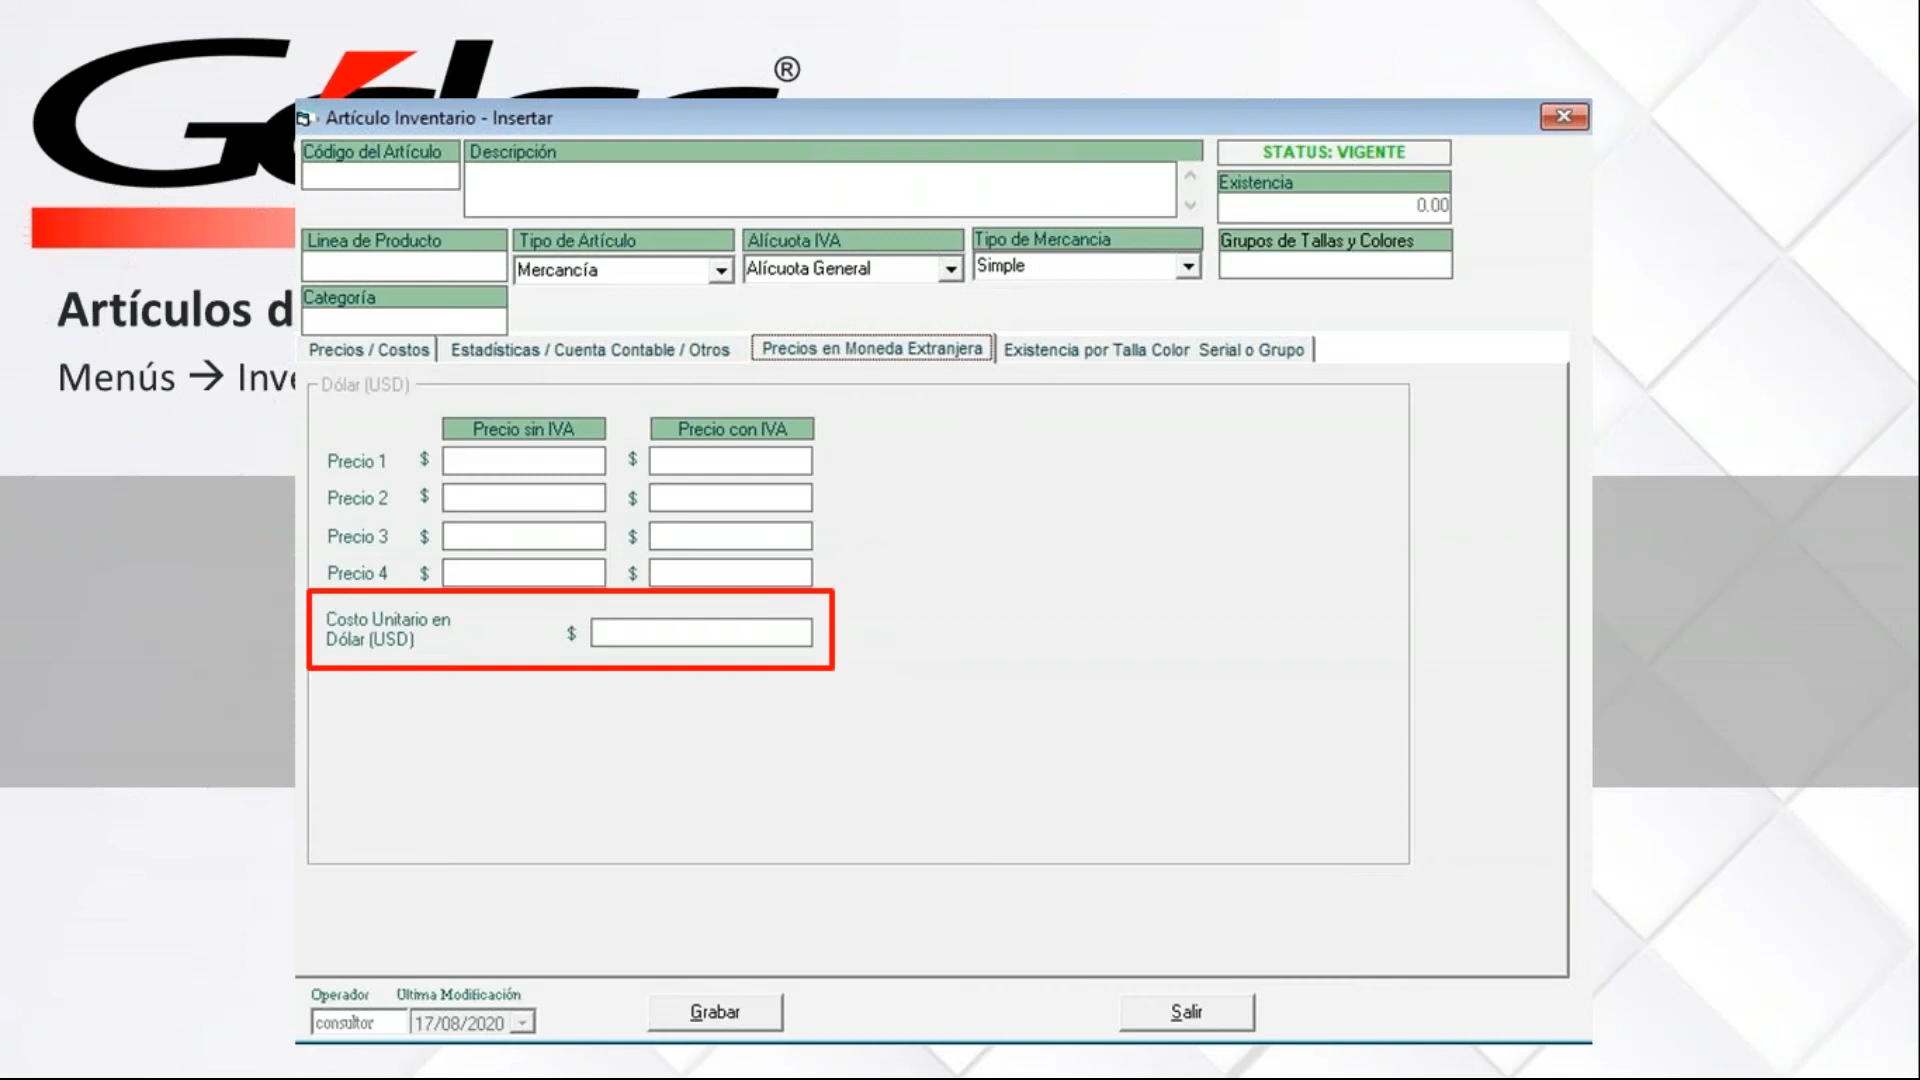 ®
Artículo Inventario - Insertar
Código del Artículo
Descripción
STATUS: VIGENTE
Existencia
0.00
Linea de Producto
Tipo de Artículo
Alícuota IVA
Tipo de Mercancia
Grupos de Tallas y Colores
Mercancía
Alícuota General
Simple
Categoría
Artículos d
Menús → Inve
Precios / Costos
Estadísticas / Cuenta Contable / Otros
Precios en Moneda Extranjera
Existencia por Talla Color Serial o Grupo
Dólar (USD)
Precio sin IVA
Precio con IVA
Precio 1 $ $
Precio 2 $ $
Precio 3 $ $
Precio 4 $ $
Costo Unitario en
Dólar (USD) $
Operador
Ultima Modificación
consultor
17/08/2020
Grabar
Salir